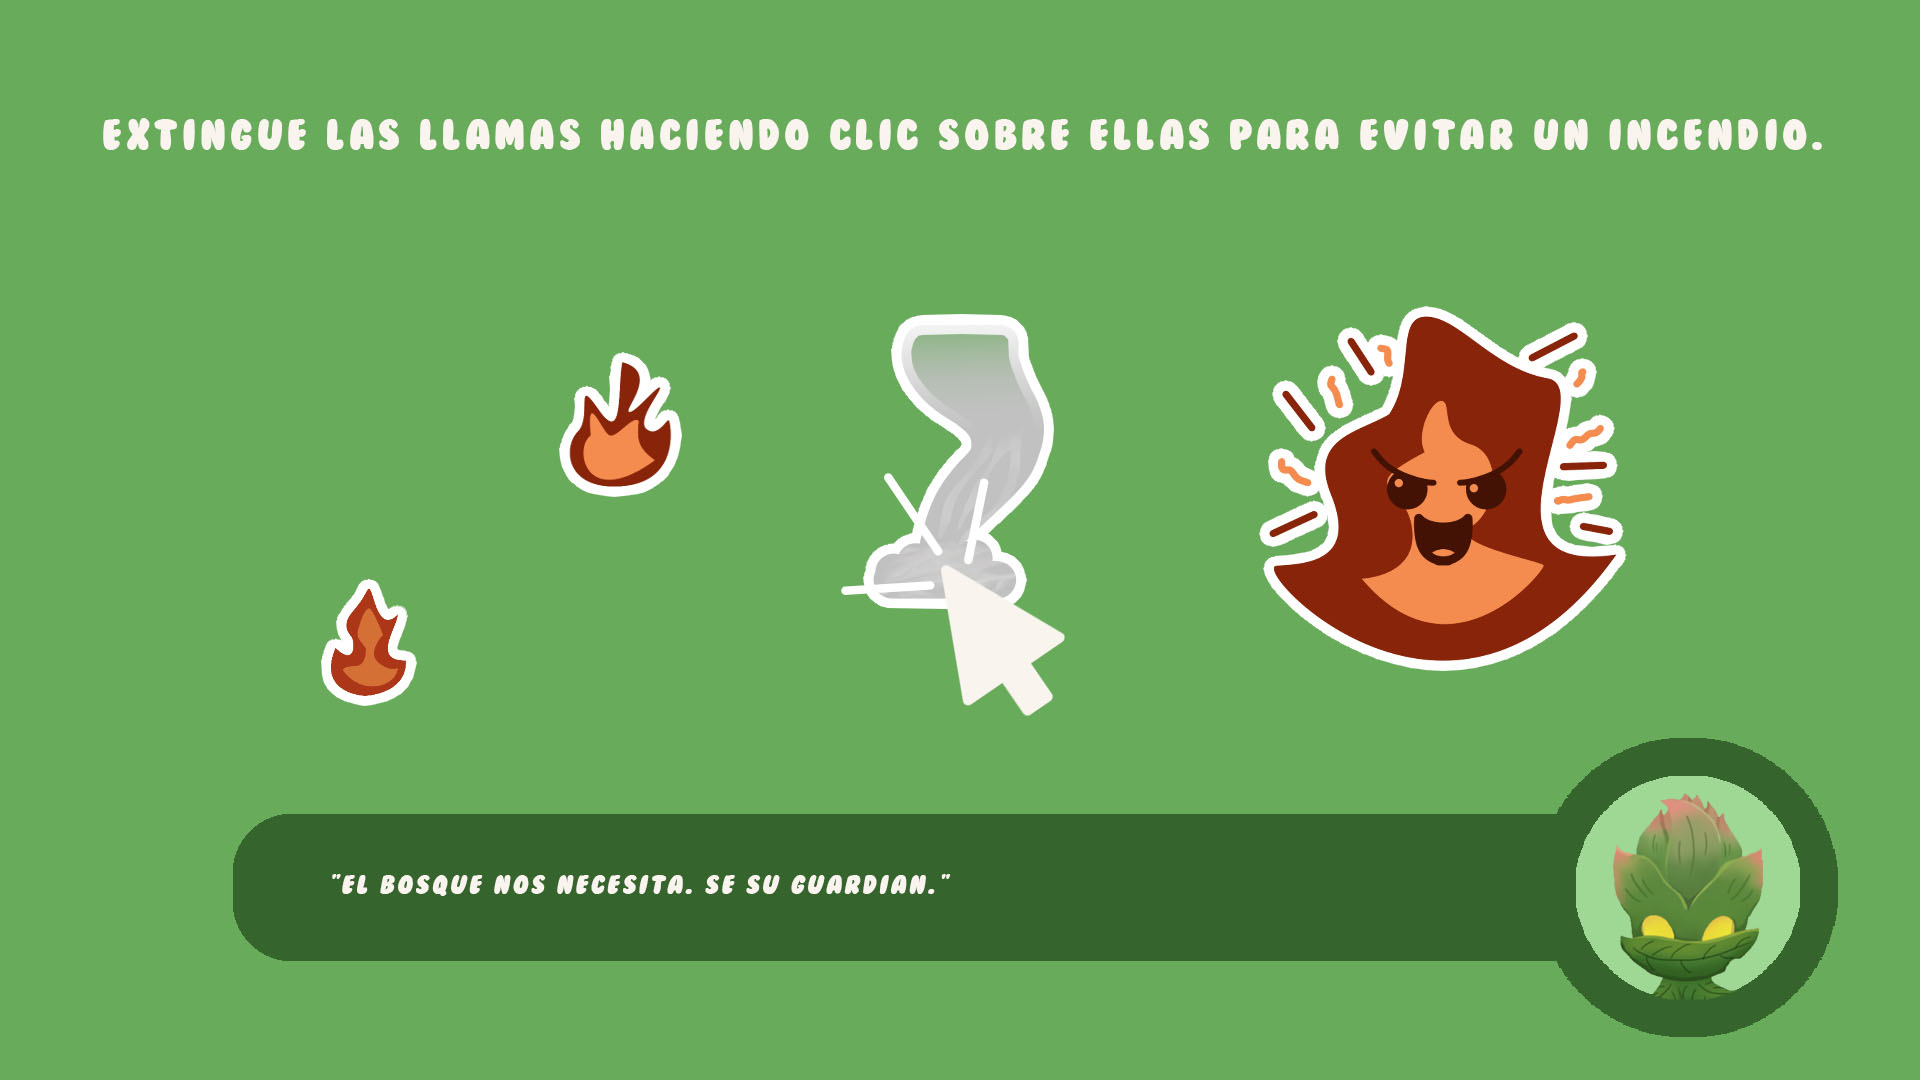 EXTINGUE LAS LLAMAS HACIENDO CLIC SOBRE ELLAS PARA EVITAR UN INCENDIO.
"EL BOSQUE NOS NECESITA. SE SU GUARDIAN."